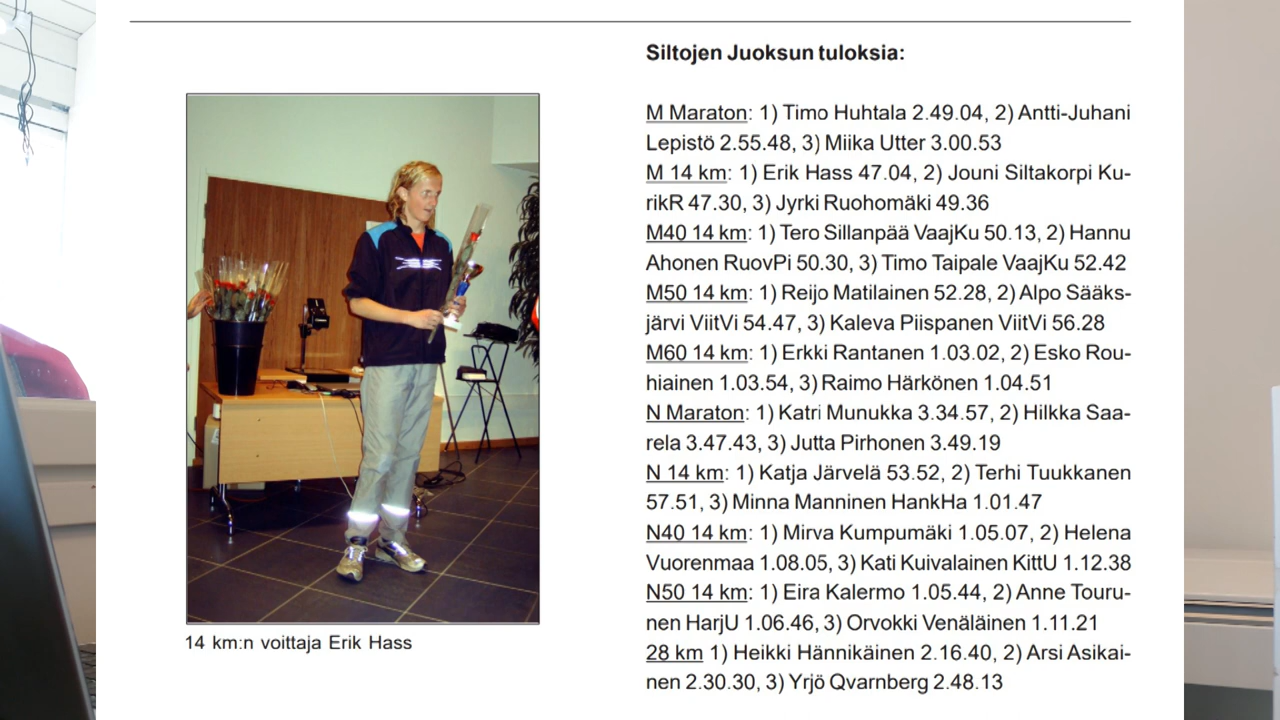 Siltojen Juoksun tuloksia:
M Maraton: 1) Timo Huhtala 2.49.04, 2) Antti-Juhani
Lepistö 2.55.48, 3) Miika Utter 3.00.53
M 14 km: 1) Erik Hass 47.04, 2) Jouni Siltakorpi Ku-
rikR 47.30, 3) Jyrki Ruohomäki 49.36
M40 14 km: 1) Tero Sillanpää VaajKu 50.13, 2) Hannu
Ahonen RuovPi 50.30, 3) Timo Taipale VaajKu 52.42
M50 14 km: 1) Reijo Matilainen 52.28, 2) Alpo Sääks-
järvi ViitVi 54.47, 3) Kaleva Piispanen ViitVi 56.28
M60 14 km: 1) Erkki Rantanen 1.03.02, 2) Esko Rou-
hiainen 1.03.54, 3) Raimo Härkönen 1.04.51
N Maraton: 1) Katri Munukka 3.34.57, 2) Hilkka Saa-
rela 3.47.43, 3) Jutta Pirhonen 3.49.19
N 14 km: 1) Katja Järvelä 53.52, 2) Terhi Tuukkanen
57.51, 3) Minna Manninen HankHa 1.01.47
N40 14 km: 1) Mirva Kumpumäki 1.05.07, 2) Helena
Vuorenmaa 1.08.05, 3) Kati Kuivalainen KittU 1.12.38
N50 14 km: 1) Eira Kalermo 1.05.44, 2) Anne Touru-
nen HarjU 1.06.46, 3) Orvokki Venäläinen 1.11.21
28 km 1) Heikki Hännikäinen 2.16.40, 2) Arsi Asikai-
nen 2.30.30, 3) Yrjö Qvarnberg 2.48.13
14 km:n voittaja Erik Hass